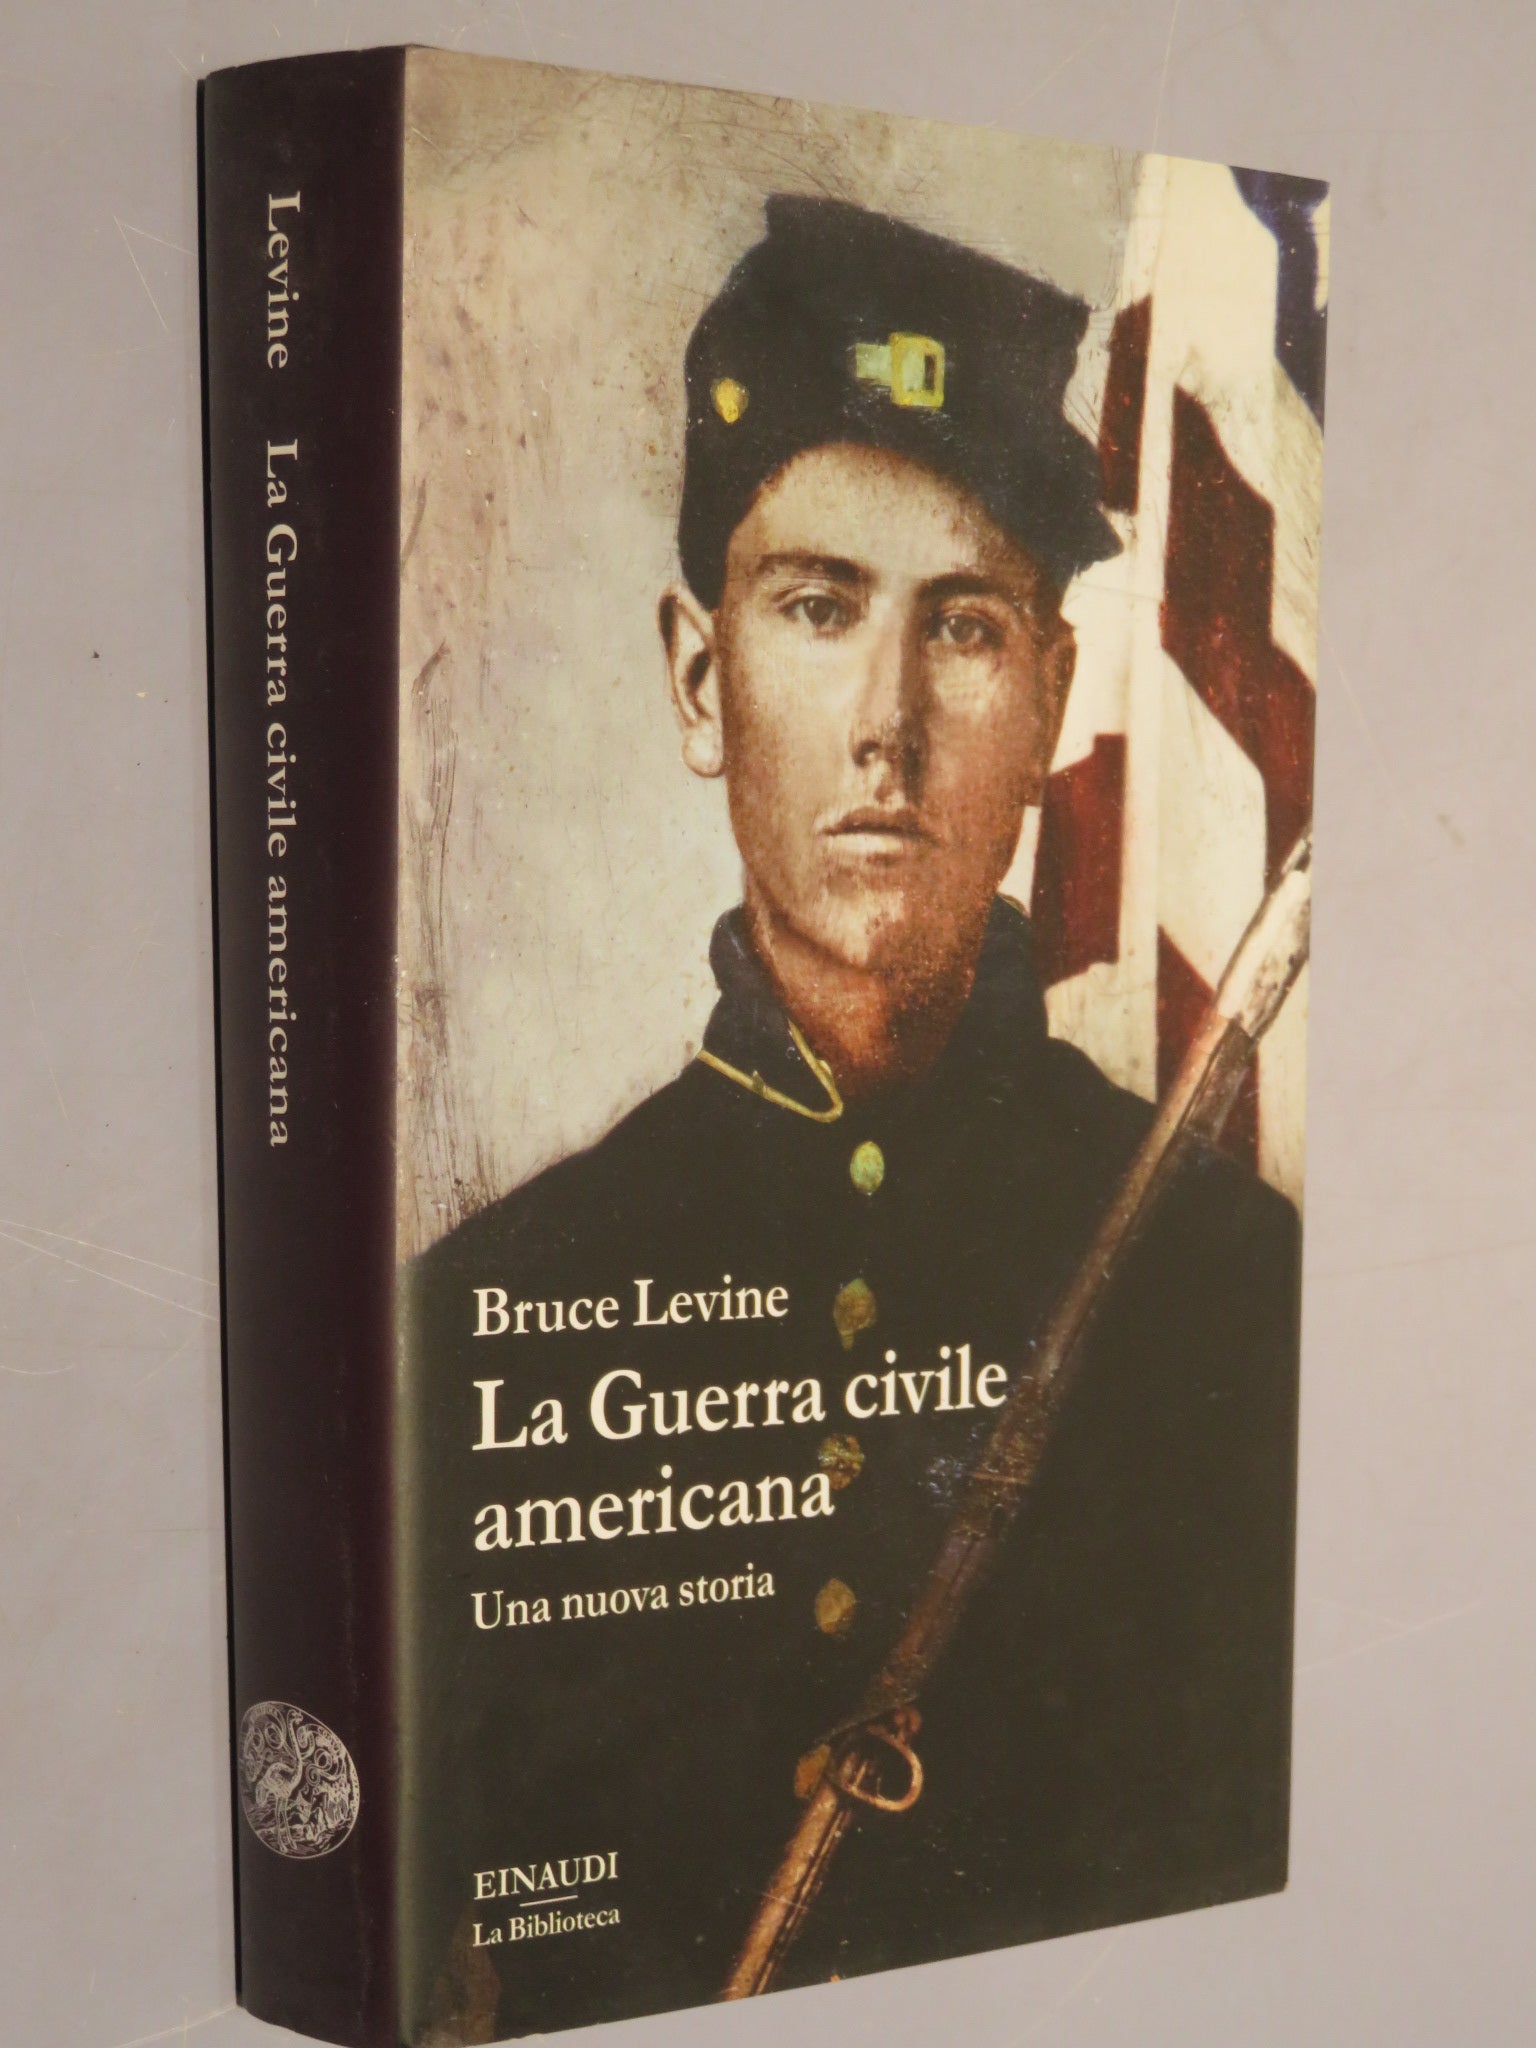 Levine La Guerra civile americana
Bruce Levine
La Guerra civile
americana
Una nuova storia
EINAUDI
La Biblioteca